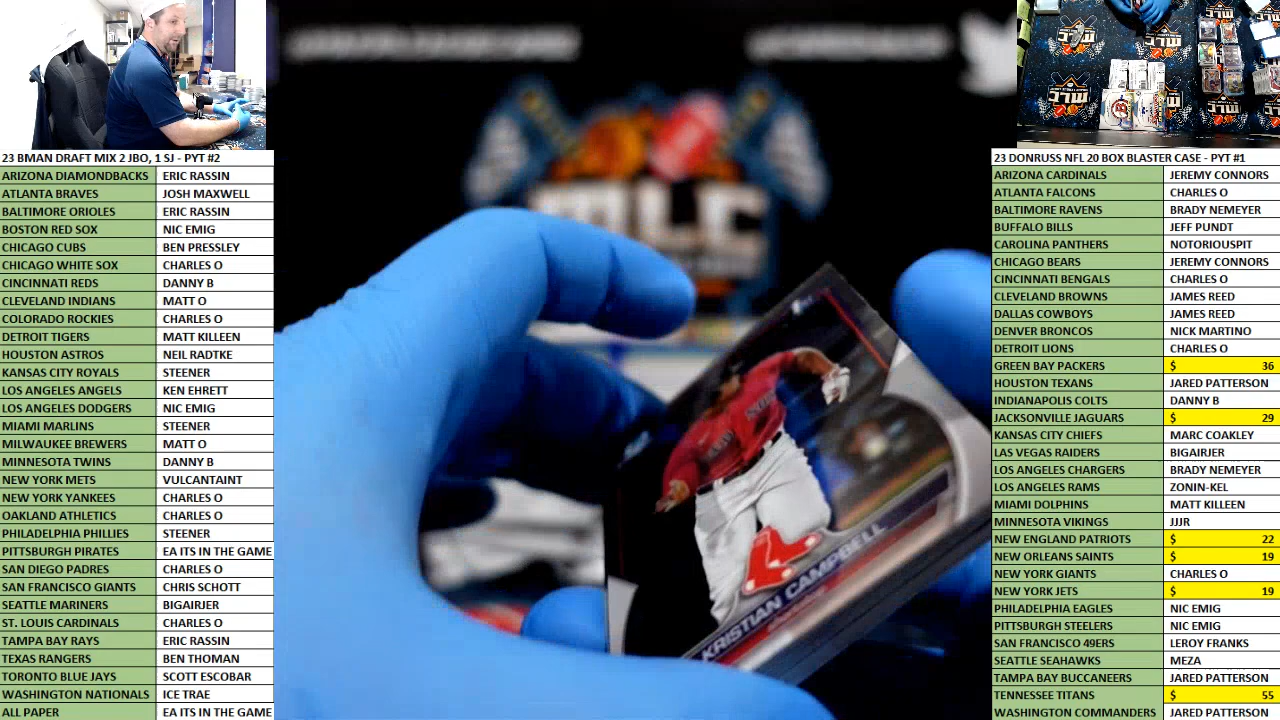 23 BMAN DRAFT MIX 2 JBO, 1 SJ - PYT #2
ARIZONA DIAMONDBACKS ERIC RASSIN
ATLANTA BRAVES JOSH MAXWELL
BALTIMORE ORIOLES ERIC RASSIN
BOSTON RED SOX NIC EMIG
CHICAGO CUBS BEN PRESSLEY
CHICAGO WHITE SOX CHARLES O
CINCINNATI REDS DANNY B
CLEVELAND INDIANS MATT O
COLORADO ROCKIES CHARLES O
DETROIT TIGERS MATT KILLEEN
HOUSTON ASTROS NEIL RADTKE
KANSAS CITY ROYALS STEENER
LOS ANGELES ANGELS KEN EHRETT
LOS ANGELES DODGERS NIC EMIG
MIAMI MARLINS STEENER
MILWAUKEE BREWERS MATT O
MINNESOTA TWINS DANNY B
NEW YORK METS VULCANTAINT
NEW YORK YANKEES CHARLES O
OAKLAND ATHLETICS CHARLES O
PHILADELPHIA PHILLIES STEENER
PITTSBURGH PIRATES EA ITS IN THE GAME
SAN DIEGO PADRES CHARLES O
SAN FRANCISCO GIANTS CHRIS SCHOTT
SEATTLE MARINERS BIGAIRJER
ST. LOUIS CARDINALS CHARLES O
TAMPA BAY RAYS ERIC RASSIN
TEXAS RANGERS BEN THOMAN
TORONTO BLUE JAYS SCOTT ESCOBAR
WASHINGTON NATIONALS ICE TRAE
ALL PAPER EA ITS IN THE GAME
KRISTIAN CAMPBELL
23 DONRUSS NFL 20 BOX BLASTER CASE - PYT #1
ARIZONA CARDINALS JEREMY CONNORS
ATLANTA FALCONS CHARLES O
BALTIMORE RAVENS BRADY NEMEYER
BUFFALO BILLS JEFF PUNDT
CAROLINA PANTHERS NOTORIOUSPIT
CHICAGO BEARS JEREMY CONNORS
CINCINNATI BENGALS CHARLES O
CLEVELAND BROWNS JAMES REED
DALLAS COWBOYS JAMES REED
DENVER BRONCOS NICK MARTINO
DETROIT LIONS CHARLES O
GREEN BAY PACKERS $ 36
HOUSTON TEXANS JARED PATTERSON
INDIANAPOLIS COLTS DANNY B
JACKSONVILLE JAGUARS $ 29
KANSAS CITY CHIEFS MARC COAKLEY
LAS VEGAS RAIDERS BIGAIRJER
LOS ANGELES CHARGERS BRADY NEMEYER
LOS ANGELES RAMS ZONIN-KEL
MIAMI DOLPHINS MATT KILLEEN
MINNESOTA VIKINGS JJJR
NEW ENGLAND PATRIOTS $ 22
NEW ORLEANS SAINTS $ 19
NEW YORK GIANTS CHARLES O
NEW YORK JETS $ 19
PHILADELPHIA EAGLES NIC EMIG
PITTSBURGH STEELERS NIC EMIG
SAN FRANCISCO 49ERS LEROY FRANKS
SEATTLE SEAHAWKS MEZA
TAMPA BAY BUCCANEERS JARED PATTERSON
TENNESSEE TITANS $ 55
WASHINGTON COMMANDERS JARED PATTERSON